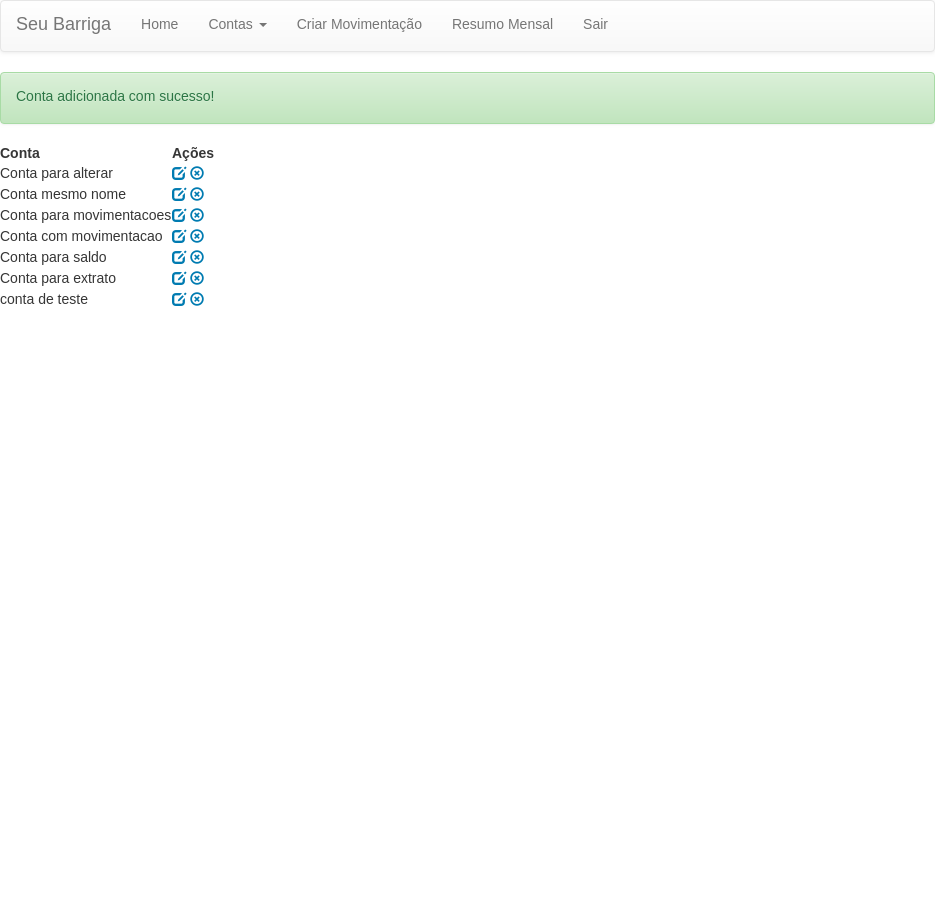 Seu Barriga Home Contas Criar Movimentação Resumo Mensal Sair
Conta adicionada com sucesso!
Conta Ações
Conta para alterar
Conta mesmo nome
Conta para movimentacoes
Conta com movimentacao
Conta para saldo
Conta para extrato
conta de teste